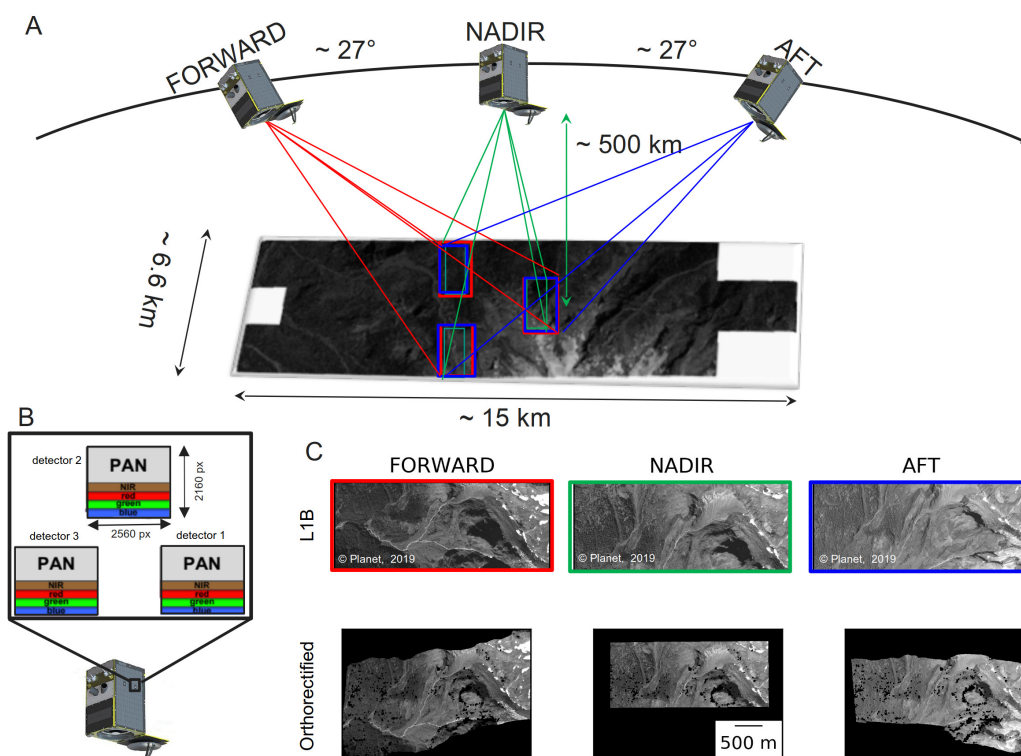 A
FORWARD
~ 27°
NADIR
~ 27°
AFT
~ 500 km
~ 6.6 km
~ 15 km
B
detector 2
PAN
NIR
red
green
blue
2160 px
2560 px
detector 3
detector 1
PAN
PAN
NIR
NIR
red
red
green
green
blue
blue
C
FORWARD
NADIR
AFT
L1B
© Planet, 2019
© Planet, 2019
© Planet, 2019
Orthorectified
500 m